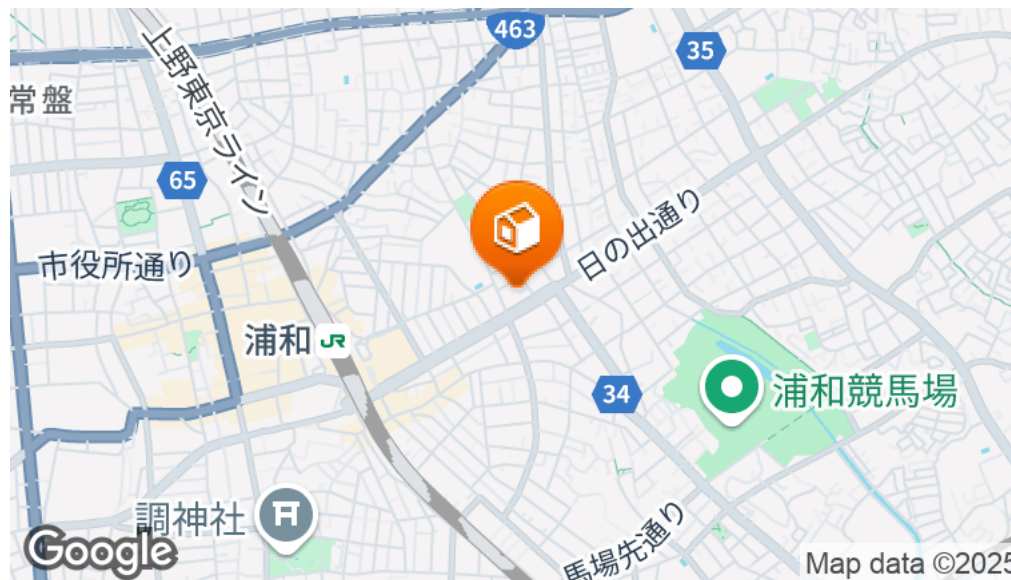 463
35
常盤
上野東京ライン
65
日の出通り
市役所通り
浦和 JR
34
浦和競馬場
調神社
馬場先通り
Google
Map data ©2025